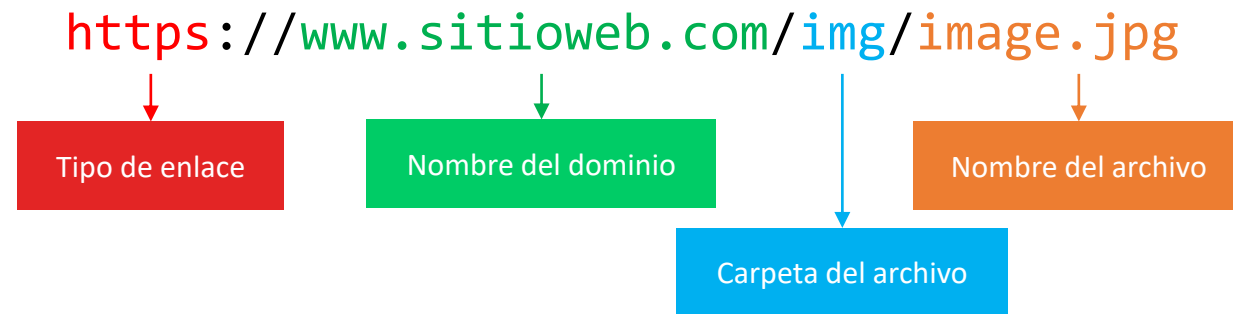 https://www.sitioweb.com/img/image.jpg
Tipo de enlace
Nombre del dominio
Nombre del archivo
Carpeta del archivo